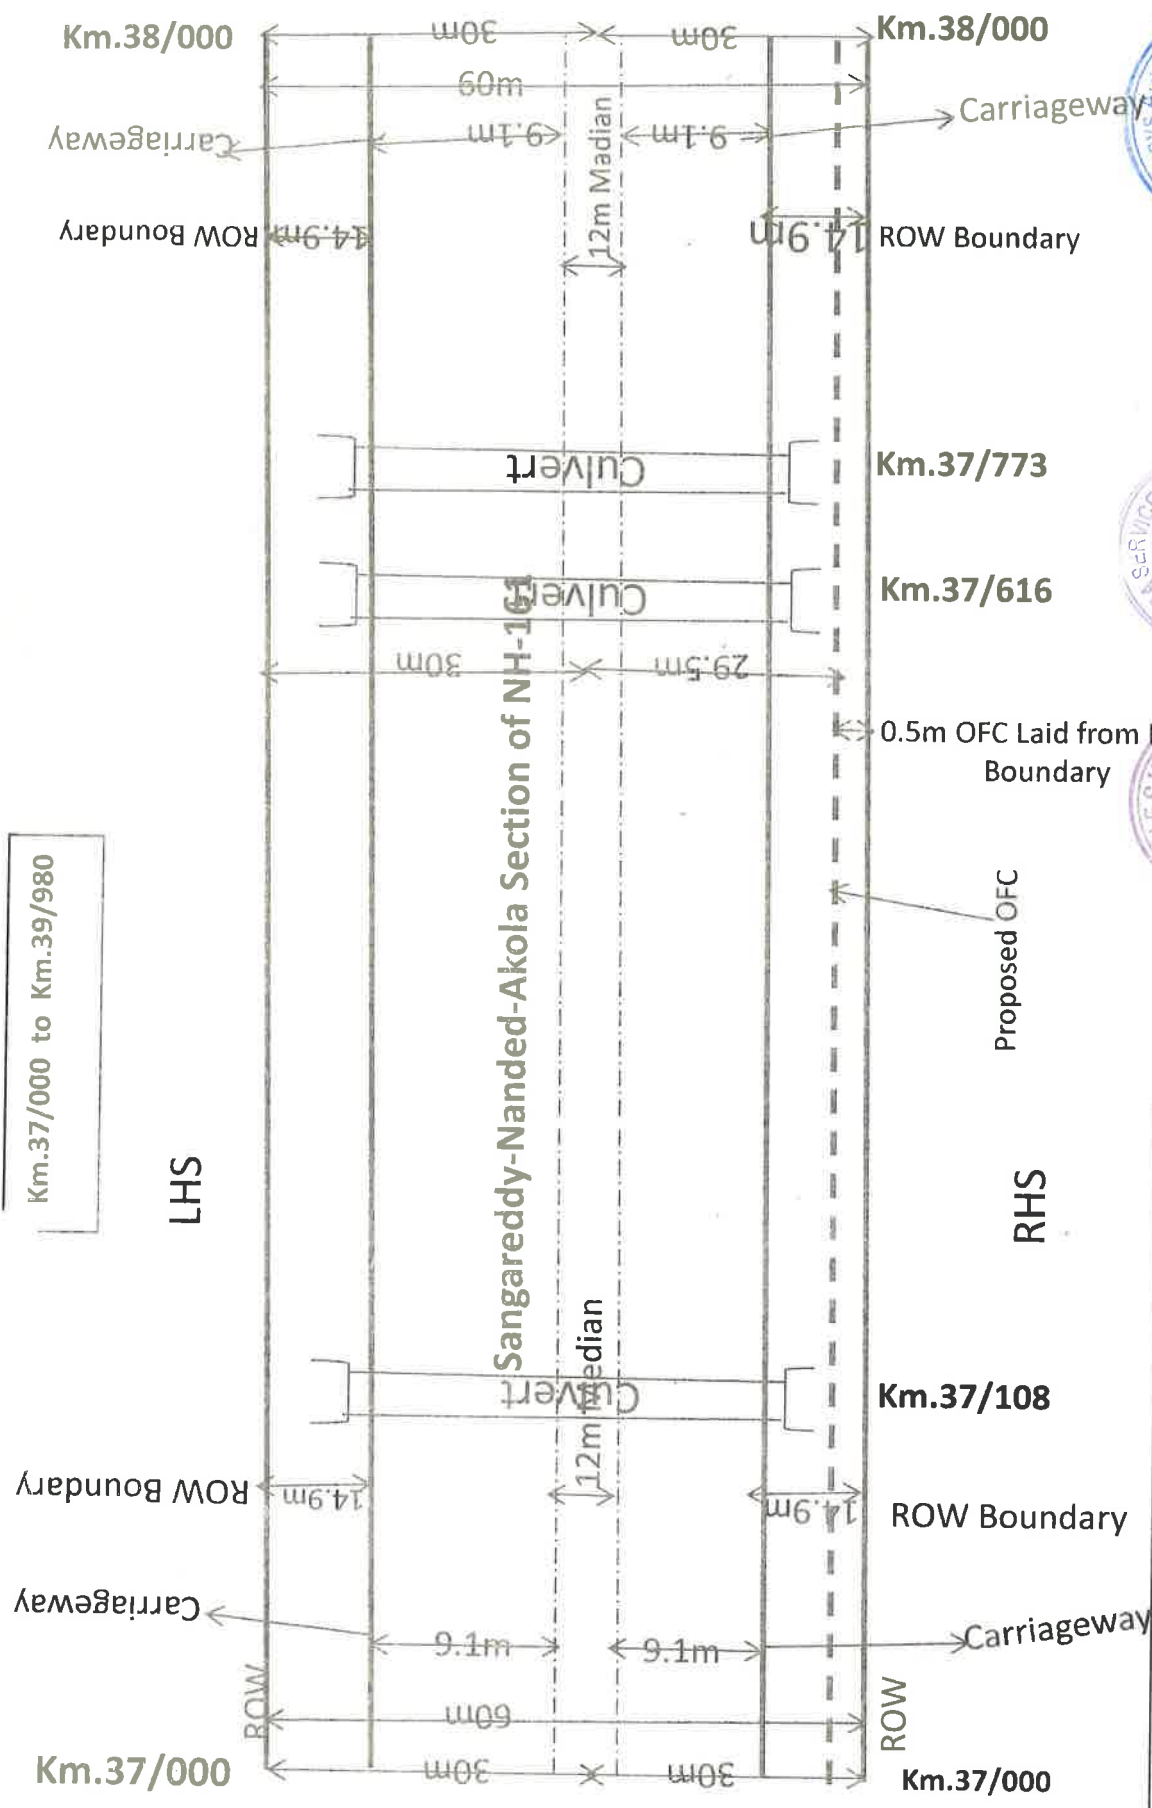 Km.38/000
30m
30m
Km.38/000
60m
Carriageway
9.1m
12m Madian
9.1m
Carriageway
ROW Boundary
14.9m
14.9m
ROW Boundary
Culvert
Km.37/773
Culvert
Km.37/616
30m
29.5m
0.5m OFC Laid from
Boundary
Sangareddy-Nanded-Akola Section of NH-161
Km.37/000 to Km.39/980
Proposed OFC
LHS
RHS
Culvert
Km.37/108
12m Median
ROW Boundary
14.9m
14.9m
ROW Boundary
Carriageway
9.1m
9.1m
Carriageway
ROW
60m
ROW
Km.37/000
30m
30m
Km.37/000